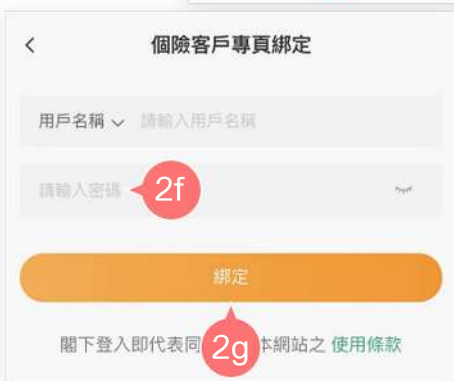 個險客戶專頁綁定
用戶名稱 請輸入用戶名稱
請輸入密碼 2f
綁定
閣下登入即代表同 2g 本網站之 使用條款